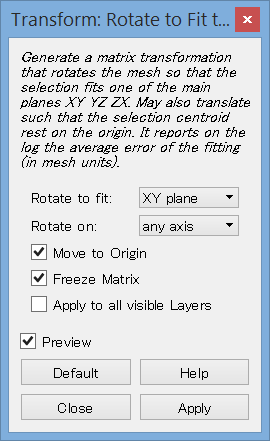 Transform: Rotate to Fit t...
Generate a matrix transformation
that rotates the mesh so that the
selection fits one of the main
planes XY YZ ZX. May also translate
such that the selection centroid
rest on the origin. It reports on the
log the average error of the fitting
(in mesh units).
Rotate to fit: XY plane
Rotate on: any axis
Move to Origin
Freeze Matrix
Apply to all visible Layers
Preview
Default Help
Close Apply